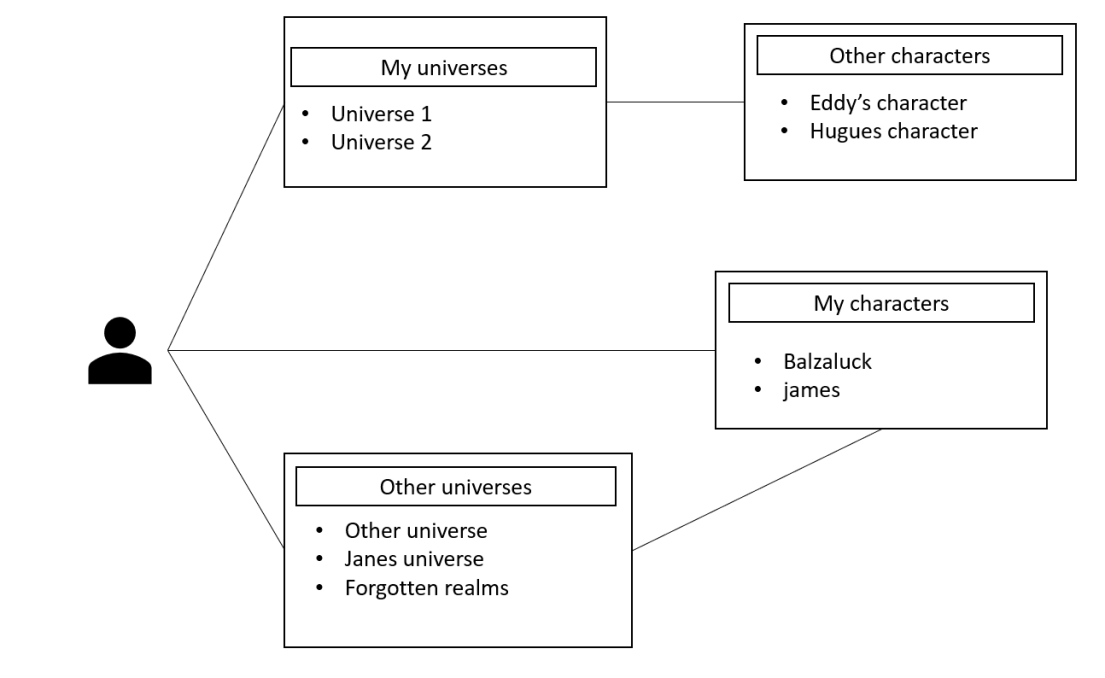 My universes
• Universe 1
• Universe 2
Other characters
• Eddy’s character
• Hugues character
My characters
• Balzaluck
• james
Other universes
• Other universe
• Janes universe
• Forgotten realms